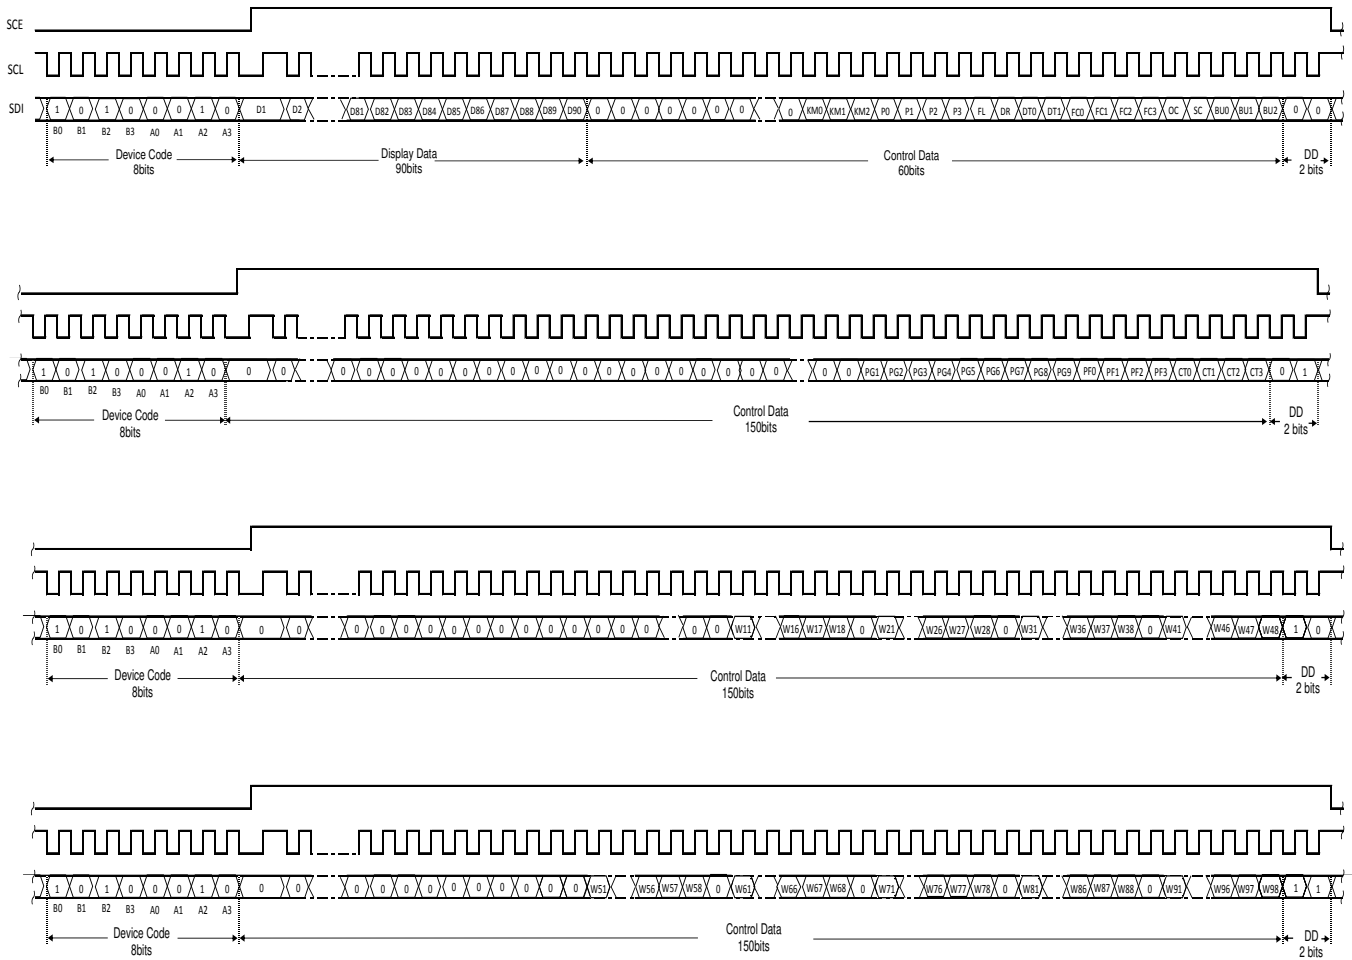 SCE
SCL
SDI 1 0 1 0 0 0 1 0 D1 D2 D81 D82 D83 D84 D85 D86 D87 D88 D89 D90 0 0 0 0 0 0 0 0 KM0 KM1 KM2 P0 P1 P2 P3 FL DR DT0 DT1 FC0 FC1 FC2 FC3 OC SC BU0 BU1 BU2 0 0
B0 B1 B2 B3 A0 A1 A2 A3
Device Code Display Data Control Data DD
8bits 90bits 60bits 2 bits
1 0 1 0 0 0 1 0 0 0 0 0 0 0 0 0 0 0 0 0 0 0 0 0 0 0 0 0 0 0 0 PG1 PG2 PG3 PG4 PG5 PG6 PG7 PG8 PG9 PF0 PF1 PF2 PF3 CT0 CT1 CT2 CT3 0 1
B0 B1 B2 B3 A0 A1 A2 A3
Device Code Control Data DD
8bits 150bits 2 bits
1 0 1 0 0 0 1 0 0 0 0 0 0 0 0 0 0 0 0 0 0 0 0 0 0 W11 W16 W17 W18 0 W21 W26 W27 W28 0 W31 W36 W37 W38 0 W41 W46 W47 W48 1 0
B0 B1 B2 B3 A0 A1 A2 A3
Device Code Control Data DD
8bits 150bits 2 bits
1 0 1 0 0 0 1 0 0 0 0 0 0 0 0 0 0 0 0 0 0 W51 W56 W57 W58 0 W61 W66 W67 W68 0 W71 W76 W77 W78 0 W81 W86 W87 W88 0 W91 W96 W97 W98 1 1
B0 B1 B2 B3 A0 A1 A2 A3
Device Code Control Data DD
8bits 150bits 2 bits